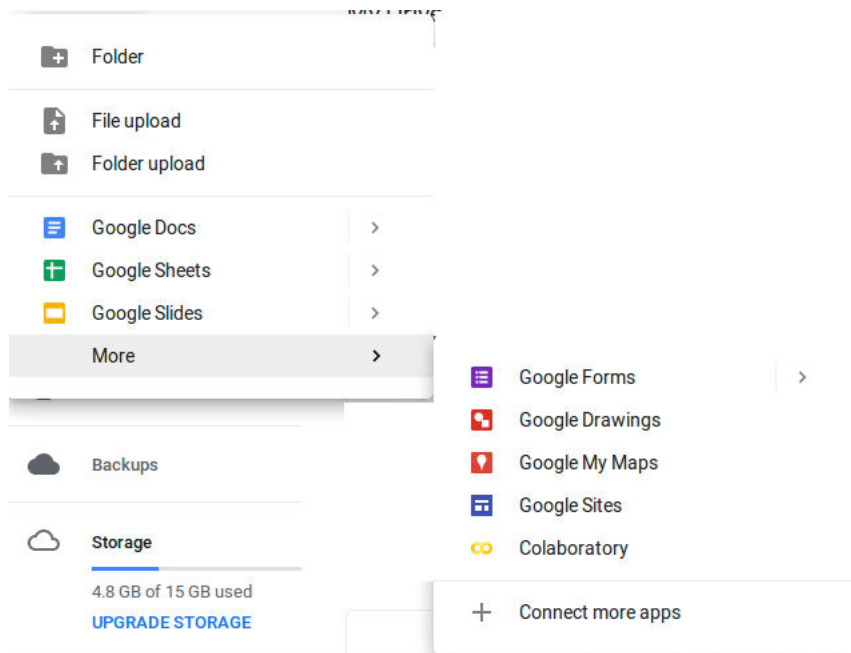 Folder
File upload
Folder upload
Google Docs
Google Sheets
Google Slides
More
Google Forms
Google Drawings
Google My Maps
Google Sites
Colaboratory
Connect more apps
Backups
Storage
4.8 GB of 15 GB used
UPGRADE STORAGE